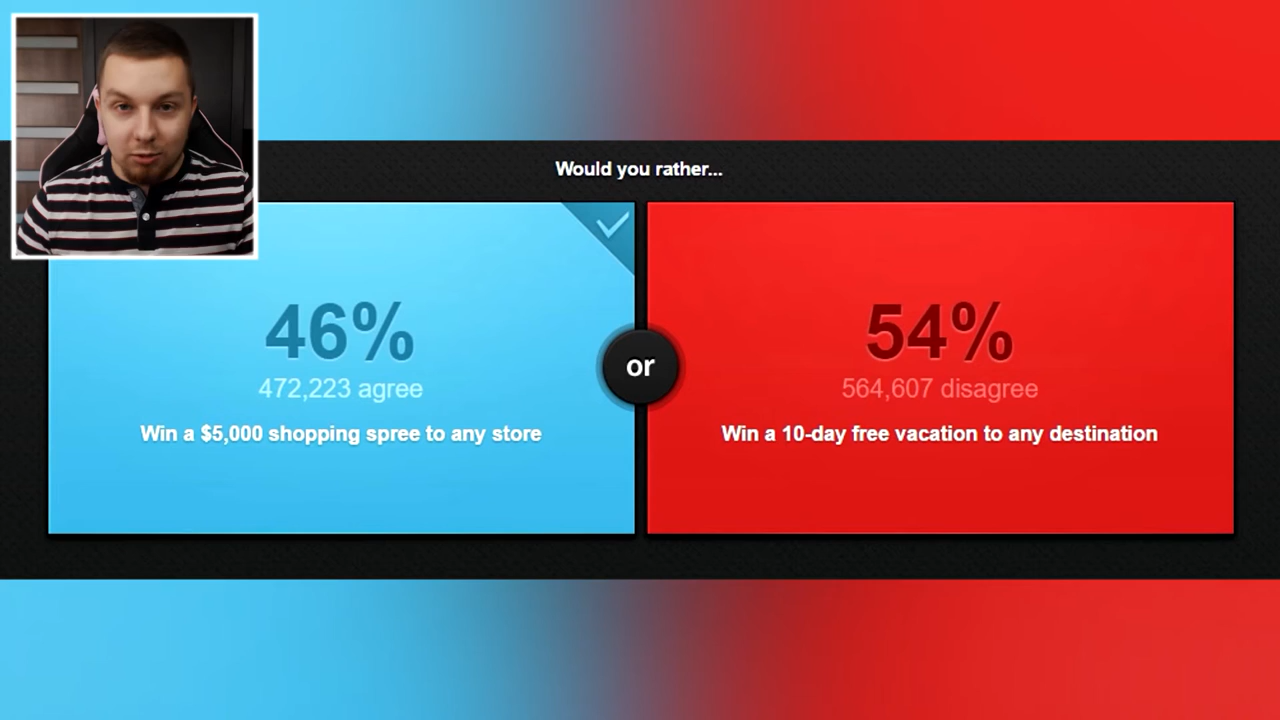 Would you rather...
46%
472,223 agree
Win a $5,000 shopping spree to any store
or
54%
564,607 disagree
Win a 10-day free vacation to any destination